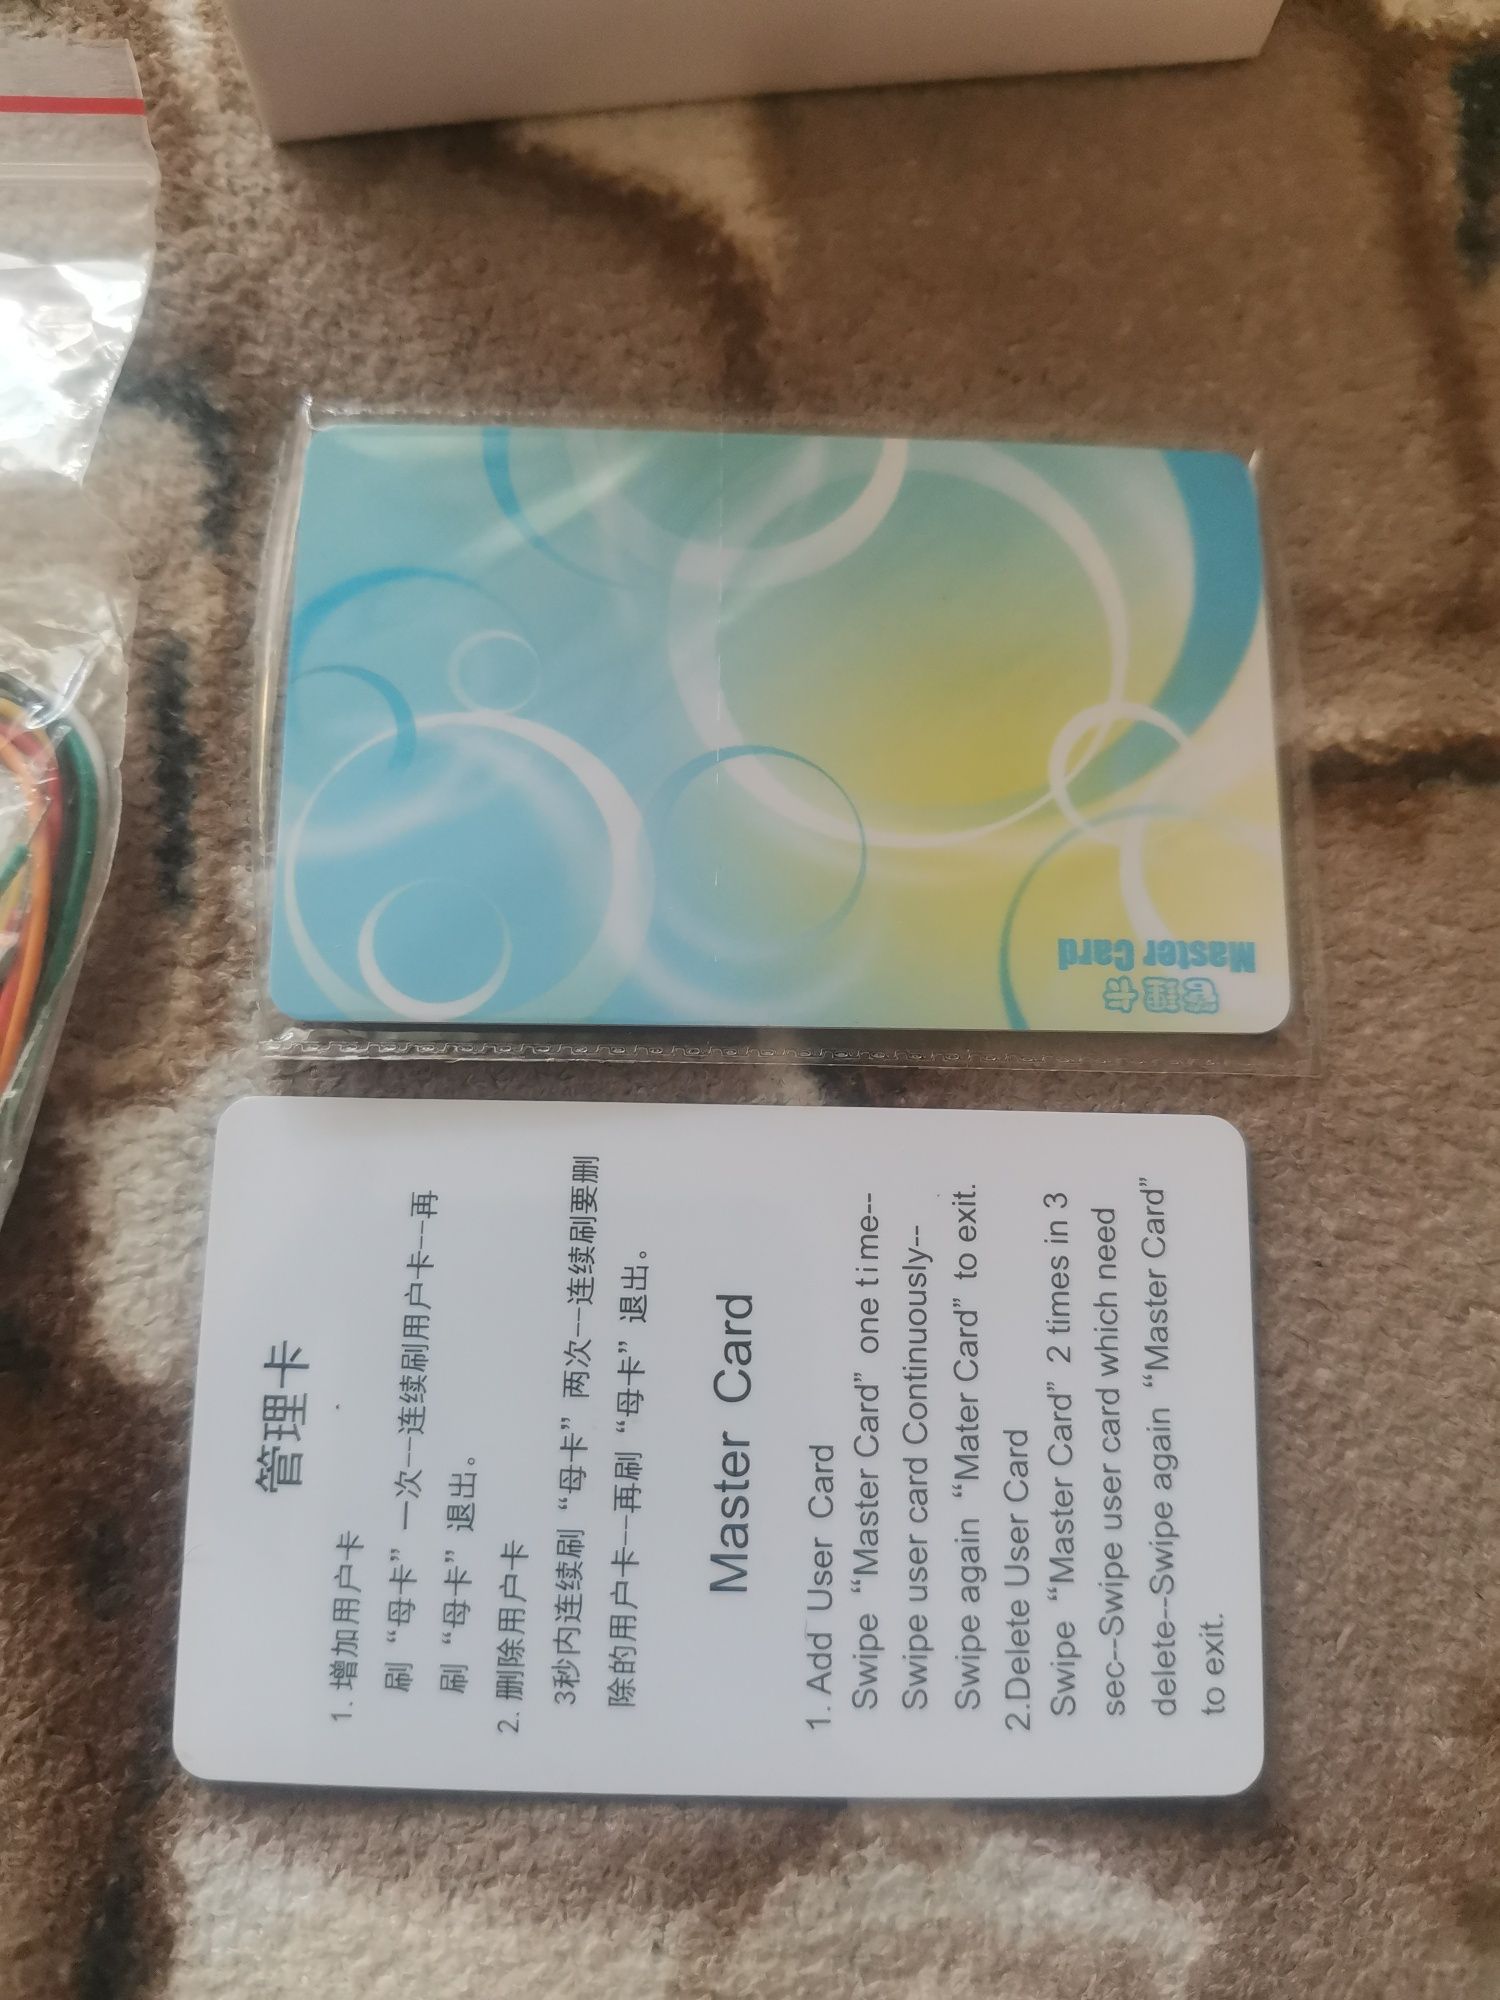 Master Card
管理卡
1. 增加用户卡
刷“母卡”一次--连续刷用户卡--再
刷“母卡”退出。
2. 删除用户卡
3秒内连续刷“母卡”两次--连续刷要删
除的用户卡--再刷“母卡”退出。
Master Card
1. Add User Card
Swipe “Master Card” one time--
Swipe user card Continuously--
Swipe again “Mater Card” to exit.
2.Delete User Card
Swipe “Master Card” 2 times in 3
sec--Swipe user card which need
delete--Swipe again “Master Card”
to exit.